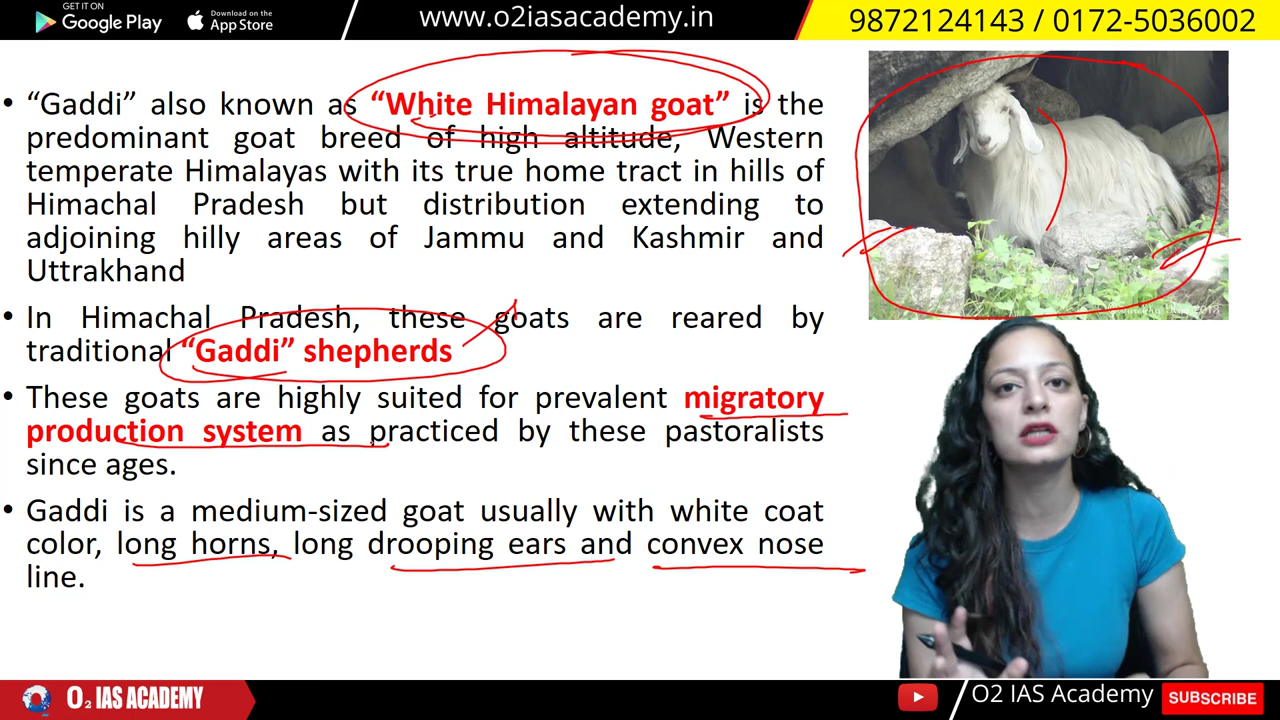 GET IT ON
Google Play
Download on the
App Store
www.o2iasacademy.in
9872124143 / 0172-5036002
• “Gaddi” also known as “White Himalayan goat” is the
predominant goat breed of high altitude, Western
temperate Himalayas with its true home tract in hills of
Himachal Pradesh but distribution extending to
adjoining hilly areas of Jammu and Kashmir and
Uttrakhand
• In Himachal Pradesh, these goats are reared by
traditional “Gaddi” shepherds
• These goats are highly suited for prevalent migratory
production system as practiced by these pastoralists
since ages.
• Gaddi is a medium-sized goat usually with white coat
color, long horns, long drooping ears and convex nose
line.
O₂ IAS ACADEMY
O2 IAS Academy
SUBSCRIBE